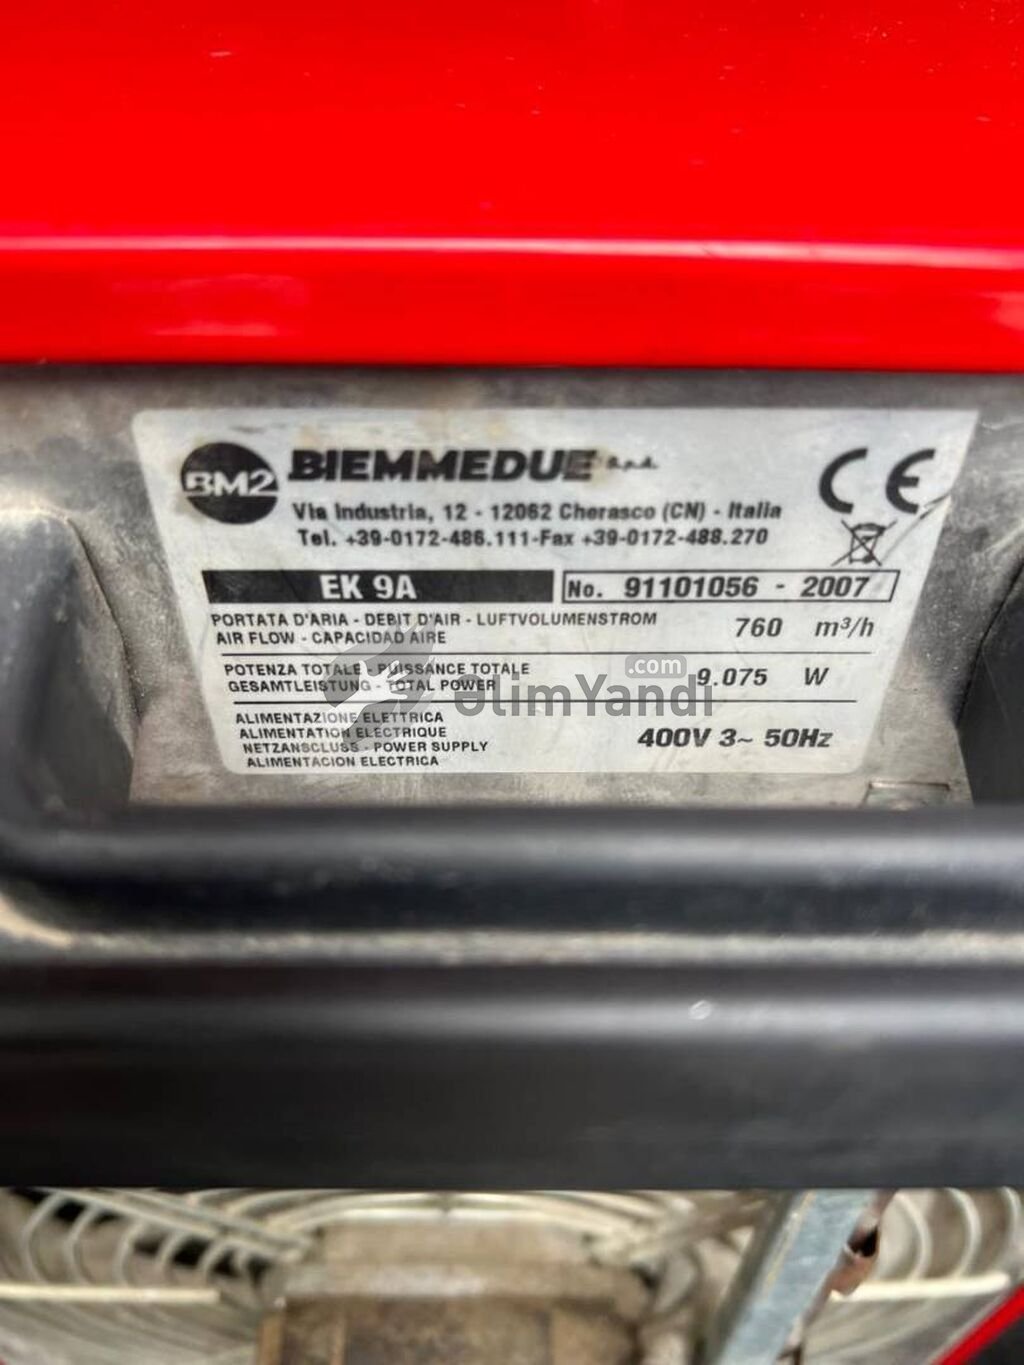 BM2 BIEMMEDUE s.p.a.
Via Industria, 12 - 12062 Cherasco (CN) - Italia
Tel. +39-0172-486.111-Fax +39-0172-488.270
CE
EK 9A No. 91101056 - 2007
PORTATA D'ARIA - DEBIT D'AIR - LUFTVOLUMENSTROM
AIR FLOW - CAPACIDAD AIRE 760 m³/h
POTENZA TOTALE - PUISSANCE TOTALE
GESAMTLEISTUNG - TOTAL POWER 9.075 W
əlimYandi.com
ALIMENTAZIONE ELETTRICA
ALIMENTATION ELECTRIQUE
NETZANSCLUSS - POWER SUPPLY 400V 3~ 50Hz
ALIMENTACION ELECTRICA